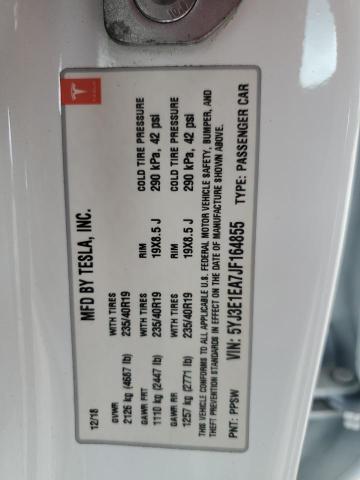 TESLA
MFD BY TESLA, INC.
12/18
GVWR WITH TIRES RIM COLD TIRE PRESSURE
2126 kg (4687 lb) 235/40R19 19X8.5 J 290 kPa, 42 psi
GAWR FRT WITH TIRES RIM COLD TIRE PRESSURE
1110 kg (2447 lb) 235/40R19 19X8.5 J 290 kPa, 42 psi
GAWR RR
1257 kg (2771 lb)
THIS VEHICLE CONFORMS TO ALL APPLICABLE U.S. FEDERAL MOTOR VEHICLE SAFETY, BUMPER, AND
THEFT PREVENTION STANDARDS IN EFFECT ON THE DATE OF MANUFACTURE SHOWN ABOVE.
PNT: PPSW VIN: 5YJ3E1EA7JF164855 TYPE: PASSENGER CAR